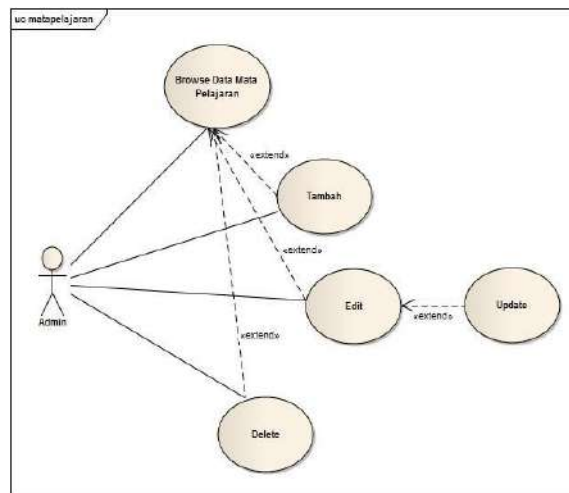 uc matapelajaran
Browse Data Mata
Pelajaran
«extend»
Tambah
«extend»
Admin
Edit
«extend»
Update
«extend»
Delete